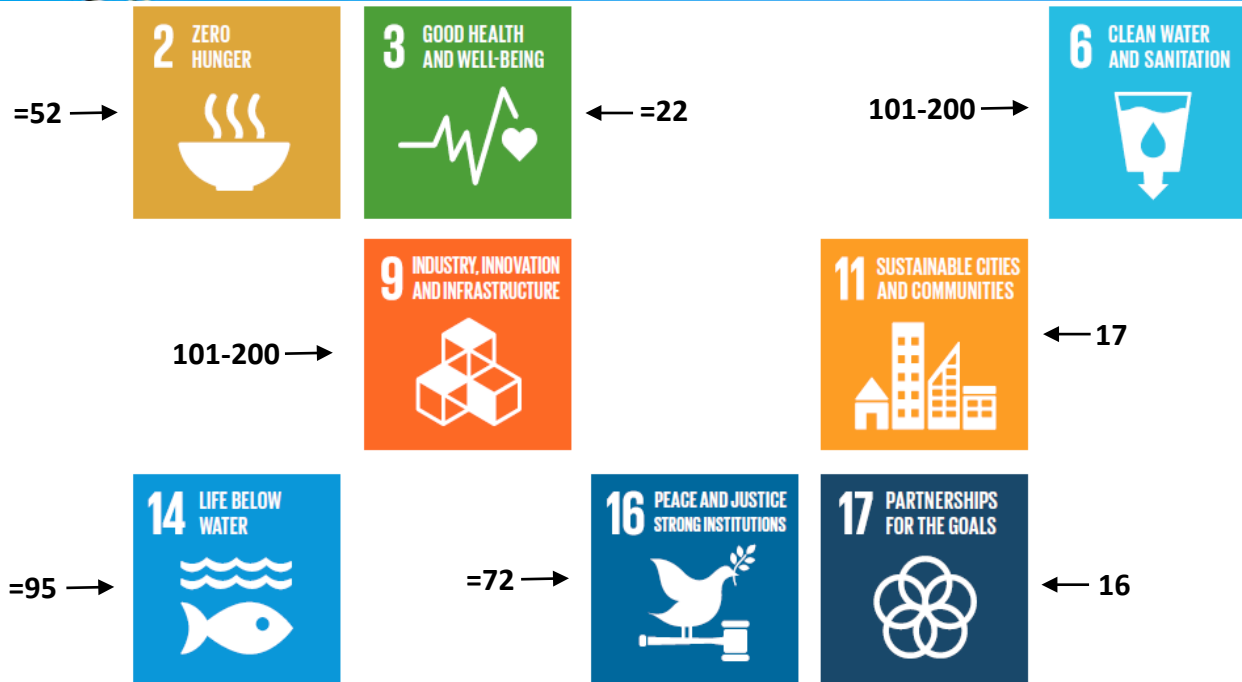 2 ZERO
HUNGER
=52
3 GOOD HEALTH
AND WELL-BEING
=22
6 CLEAN WATER
AND SANITATION
101-200
9 INDUSTRY, INNOVATION
AND INFRASTRUCTURE
101-200
11 SUSTAINABLE CITIES
AND COMMUNITIES
17
14 LIFE BELOW
WATER
=95
16 PEACE AND JUSTICE
STRONG INSTITUTIONS
=72
17 PARTNERSHIPS
FOR THE GOALS
16